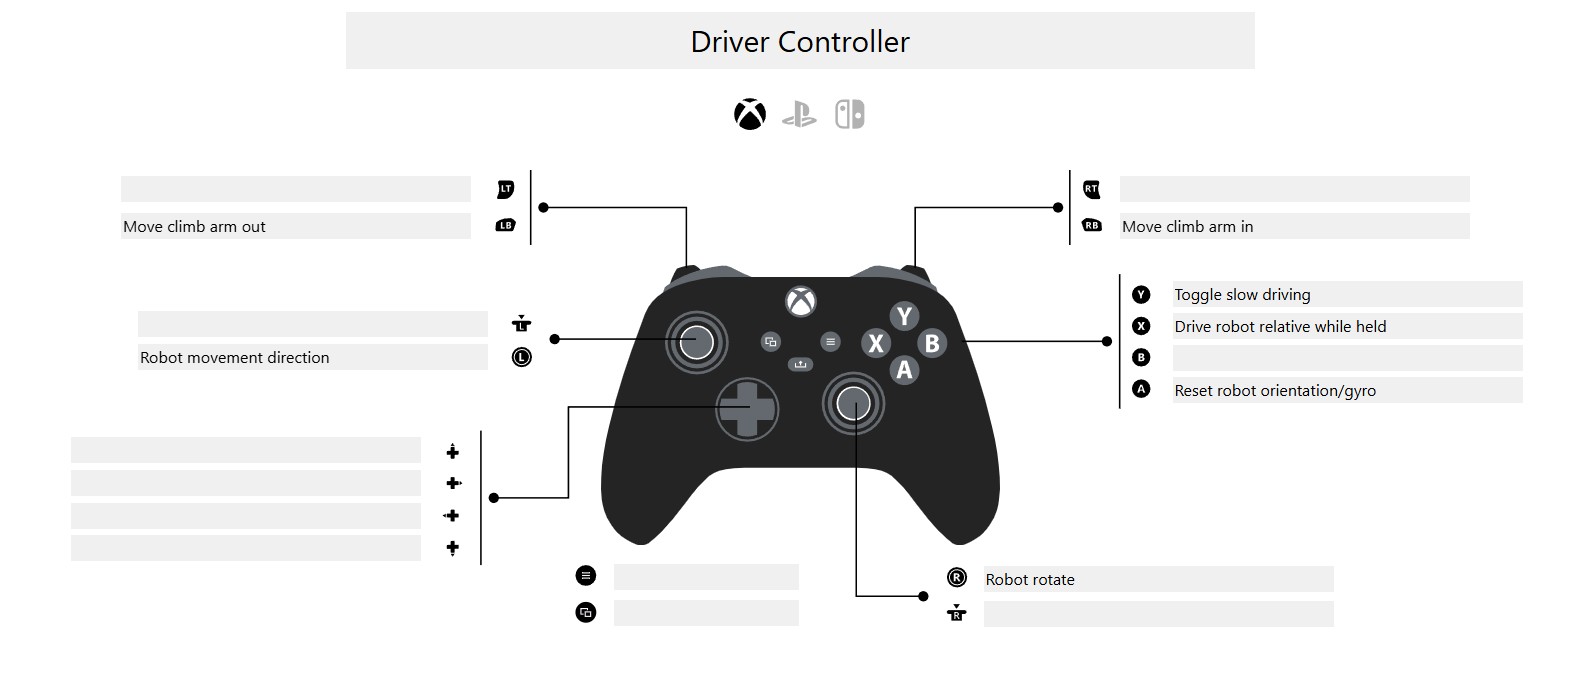 Driver Controller
LT
RT
Move climb arm out
LB
RB
Move climb arm in
Y
Toggle slow driving
L
X
Drive robot relative while held
Robot movement direction
L
B
A
Reset robot orientation/gyro
Y
X
B
A
R
Robot rotate
R